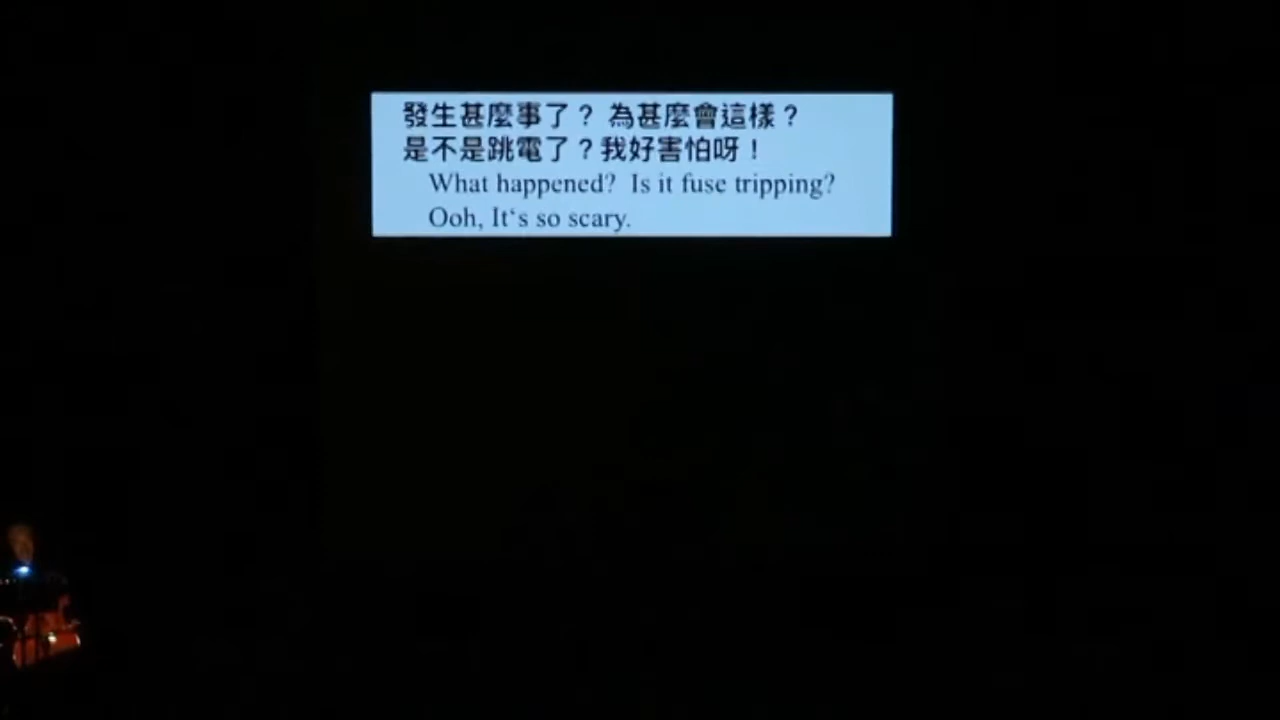 發生甚麼事了？ 為甚麼會這樣？
是不是跳電了？我好害怕呀！
What happened?  Is it fuse tripping?
Ooh, It‘s so scary.